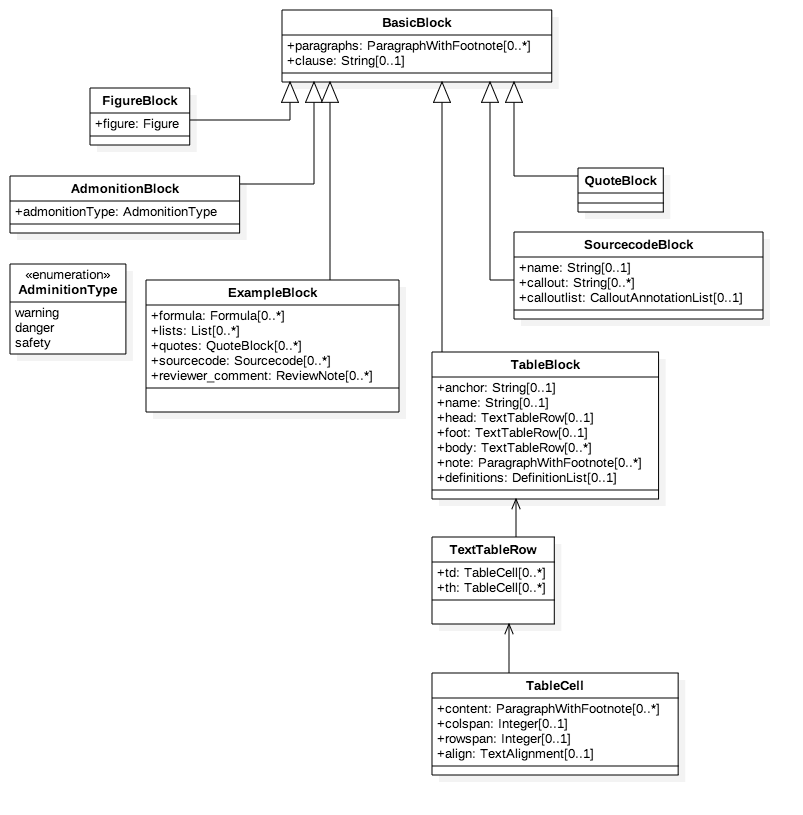 BasicBlock
+paragraphs: ParagraphWithFootnote[0..*]
+clause: String[0..1]
FigureBlock
+figure: Figure
AdmonitionBlock
+admonitionType: AdmonitionType
QuoteBlock
SourcecodeBlock
+name: String[0..1]
+callout: String[0..*]
+calloutlist: CalloutAnnotationList[0..1]
«enumeration»
AdminitionType
warning
danger
safety
ExampleBlock
+formula: Formula[0..*]
+lists: List[0..*]
+quotes: QuoteBlock[0..*]
+sourcecode: Sourcecode[0..*]
+reviewer_comment: ReviewNote[0..*]
TableBlock
+anchor: String[0..1]
+name: String[0..1]
+head: TextTableRow[0..1]
+foot: TextTableRow[0..1]
+body: TextTableRow[0..*]
+note: ParagraphWithFootnote[0..*]
+definitions: DefinitionList[0..1]
TextTableRow
+td: TableCell[0..*]
+th: TableCell[0..*]
TableCell
+content: ParagraphWithFootnote[0..*]
+colspan: Integer[0..1]
+rowspan: Integer[0..1]
+align: TextAlignment[0..1]